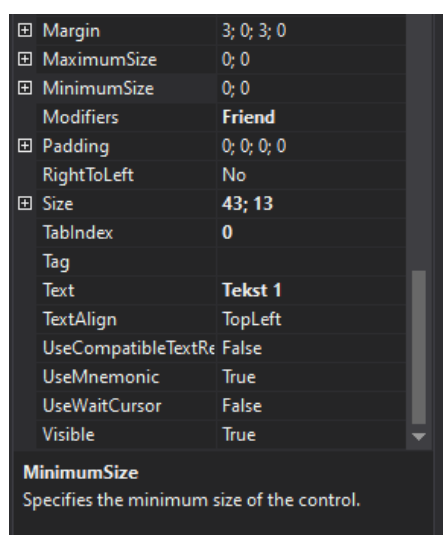 Margin 3; 0; 3; 0
MaximumSize 0; 0
MinimumSize 0; 0
Modifiers Friend
Padding 0; 0; 0; 0
RightToLeft No
Size 43; 13
TabIndex 0
Tag
Text Tekst 1
TextAlign TopLeft
UseCompatibleTextRe False
UseMnemonic True
UseWaitCursor False
Visible True
MinimumSize
Specifies the minimum size of the control.